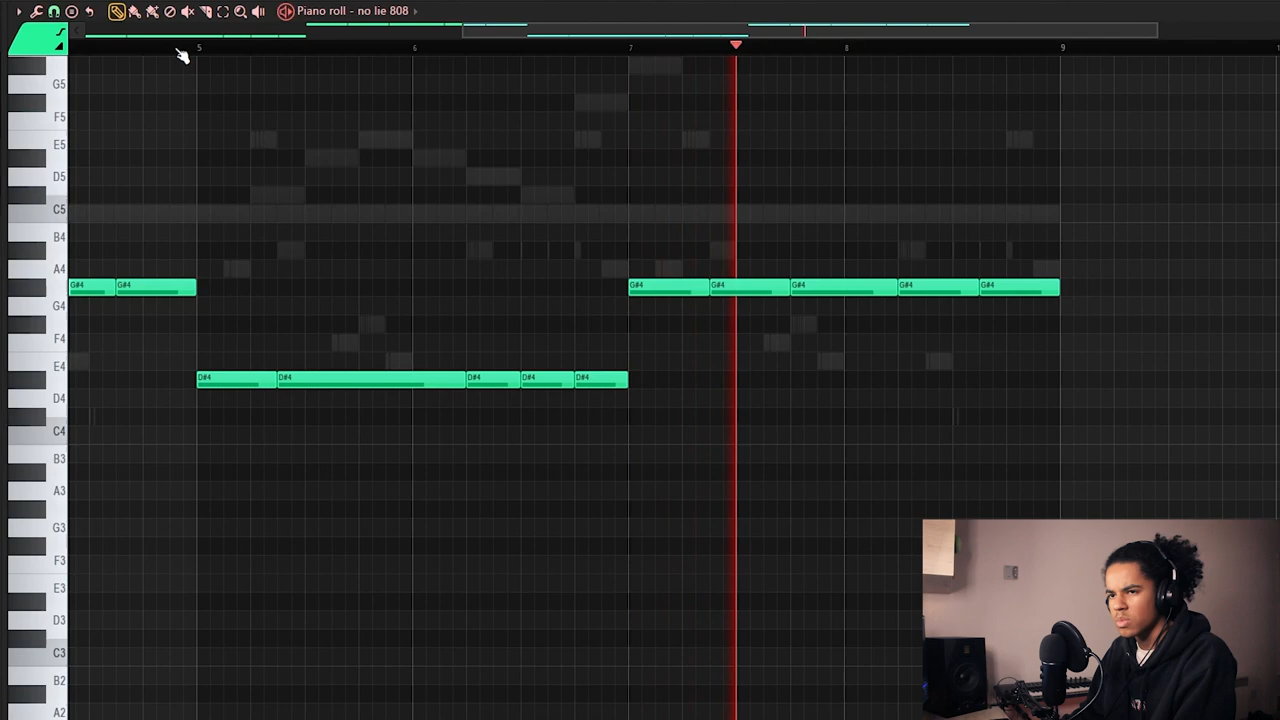 Piano roll - no lie 808
5 6 7 8 9
G5
F5
E5
D5
C5
B4
A4
G#4 G#4 G#4 G#4 G#4 G#4 G#4
G4
F4
E4
D#4 D#4 D#4 D#4 D#4
D4
C4
B3
A3
G3
F3
E3
D3
C3
B2
A2